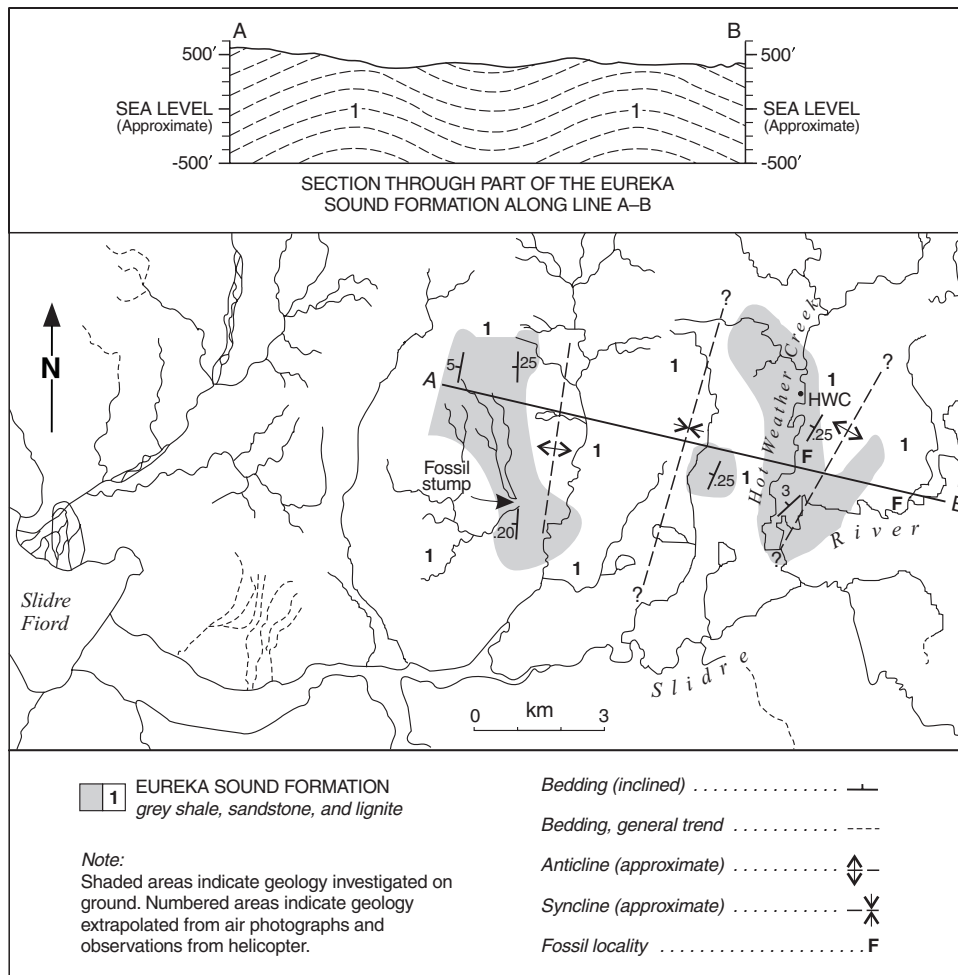 A
B
500′
500′
SEA LEVEL
(Approximate)
1
1
SEA LEVEL
(Approximate)
-500′
-500′
SECTION THROUGH PART OF THE EUREKA
SOUND FORMATION ALONG LINE A–B
N
?
1
5
.25
A
1
Hot Weather Creek
?
1
HWC
.25
1
1
F
Fossil
stump
.25
1
3
F
B
.20
River
1
1
?
?
Slidre
Fiord
Slidre
km
0
3
1
EUREKA SOUND FORMATION
grey shale, sandstone, and lignite
Note:
Shaded areas indicate geology investigated on
ground. Numbered areas indicate geology
extrapolated from air photographs and
observations from helicopter.
Bedding (inclined) . . . . . . . . . . . . . . .
Bedding, general trend . . . . . . . . . . .
Anticline (approximate) . . . . . . . . . .
Syncline (approximate) . . . . . . . . . .
Fossil locality . . . . . . . . . . . . . . . . . . . . F